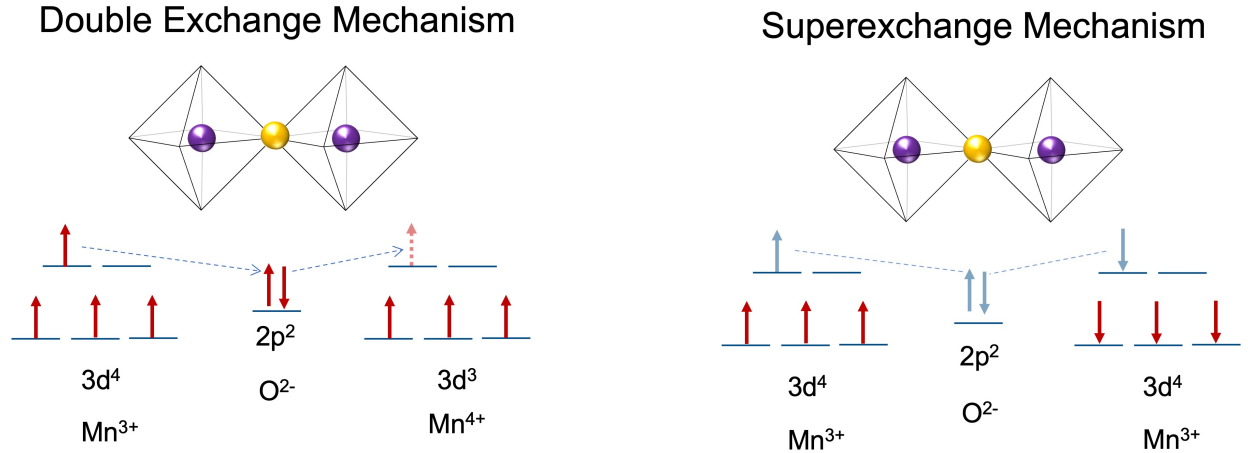 Double Exchange Mechanism
2p²
3d⁴
O²⁻
3d³
Mn³⁺
Mn⁴⁺
Superexchange Mechanism
2p²
3d⁴
O²⁻
3d⁴
Mn³⁺
Mn³⁺